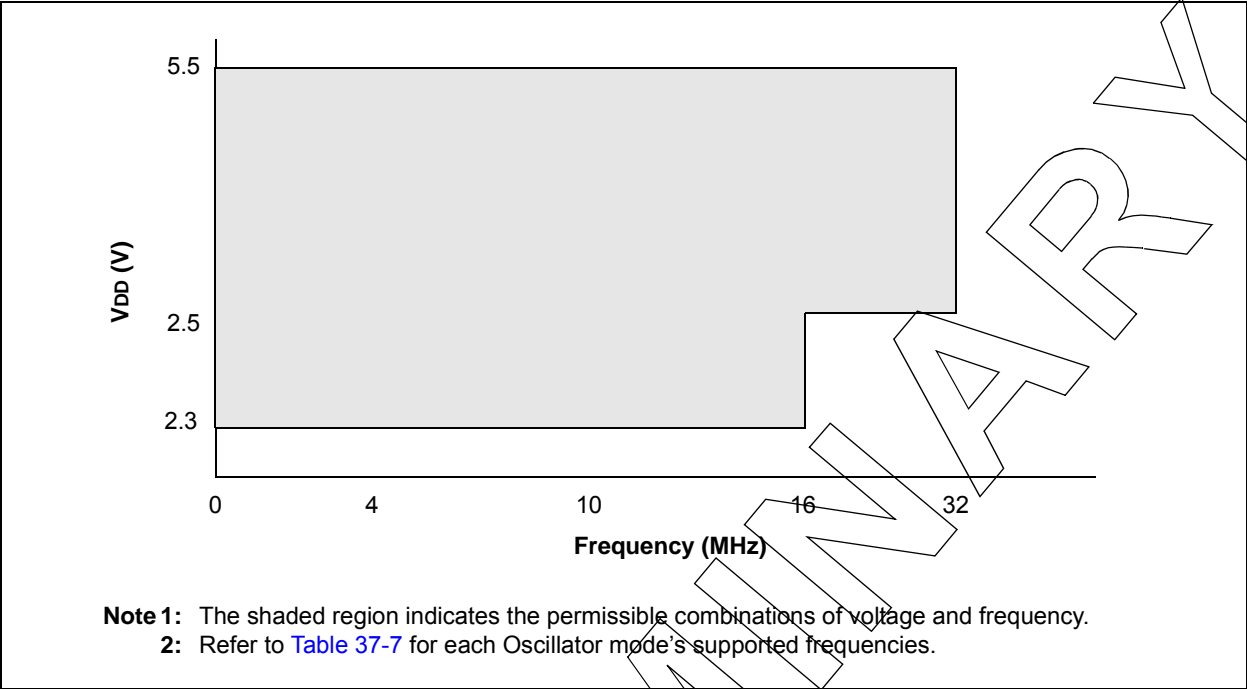 5.5
VDD (V)
2.5
2.3
0 4 10 16 32
Frequency (MHz)
Note 1: The shaded region indicates the permissible combinations of voltage and frequency.
2: Refer to Table 37-7 for each Oscillator mode's supported frequencies.
MINARY